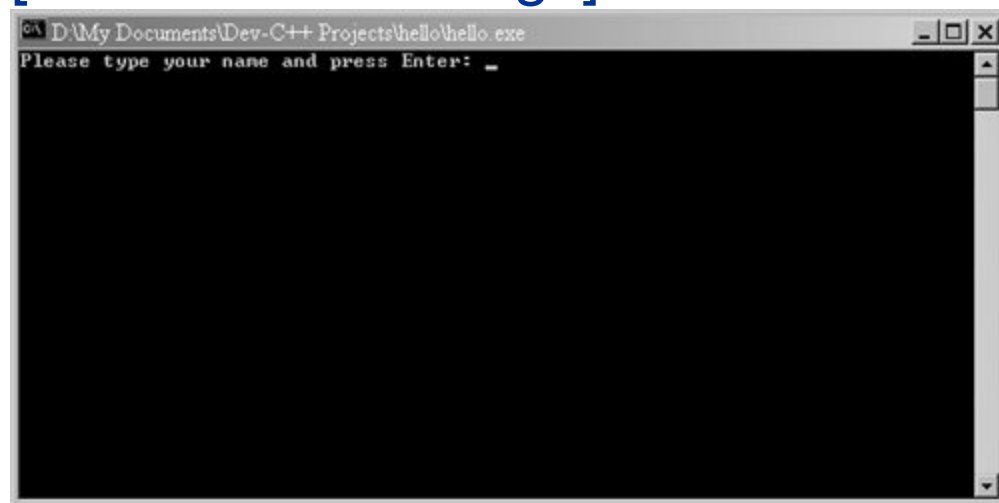 D:\My Documents\Dev-C++ Projects\hello\hello.exe
Please type your name and press Enter: _